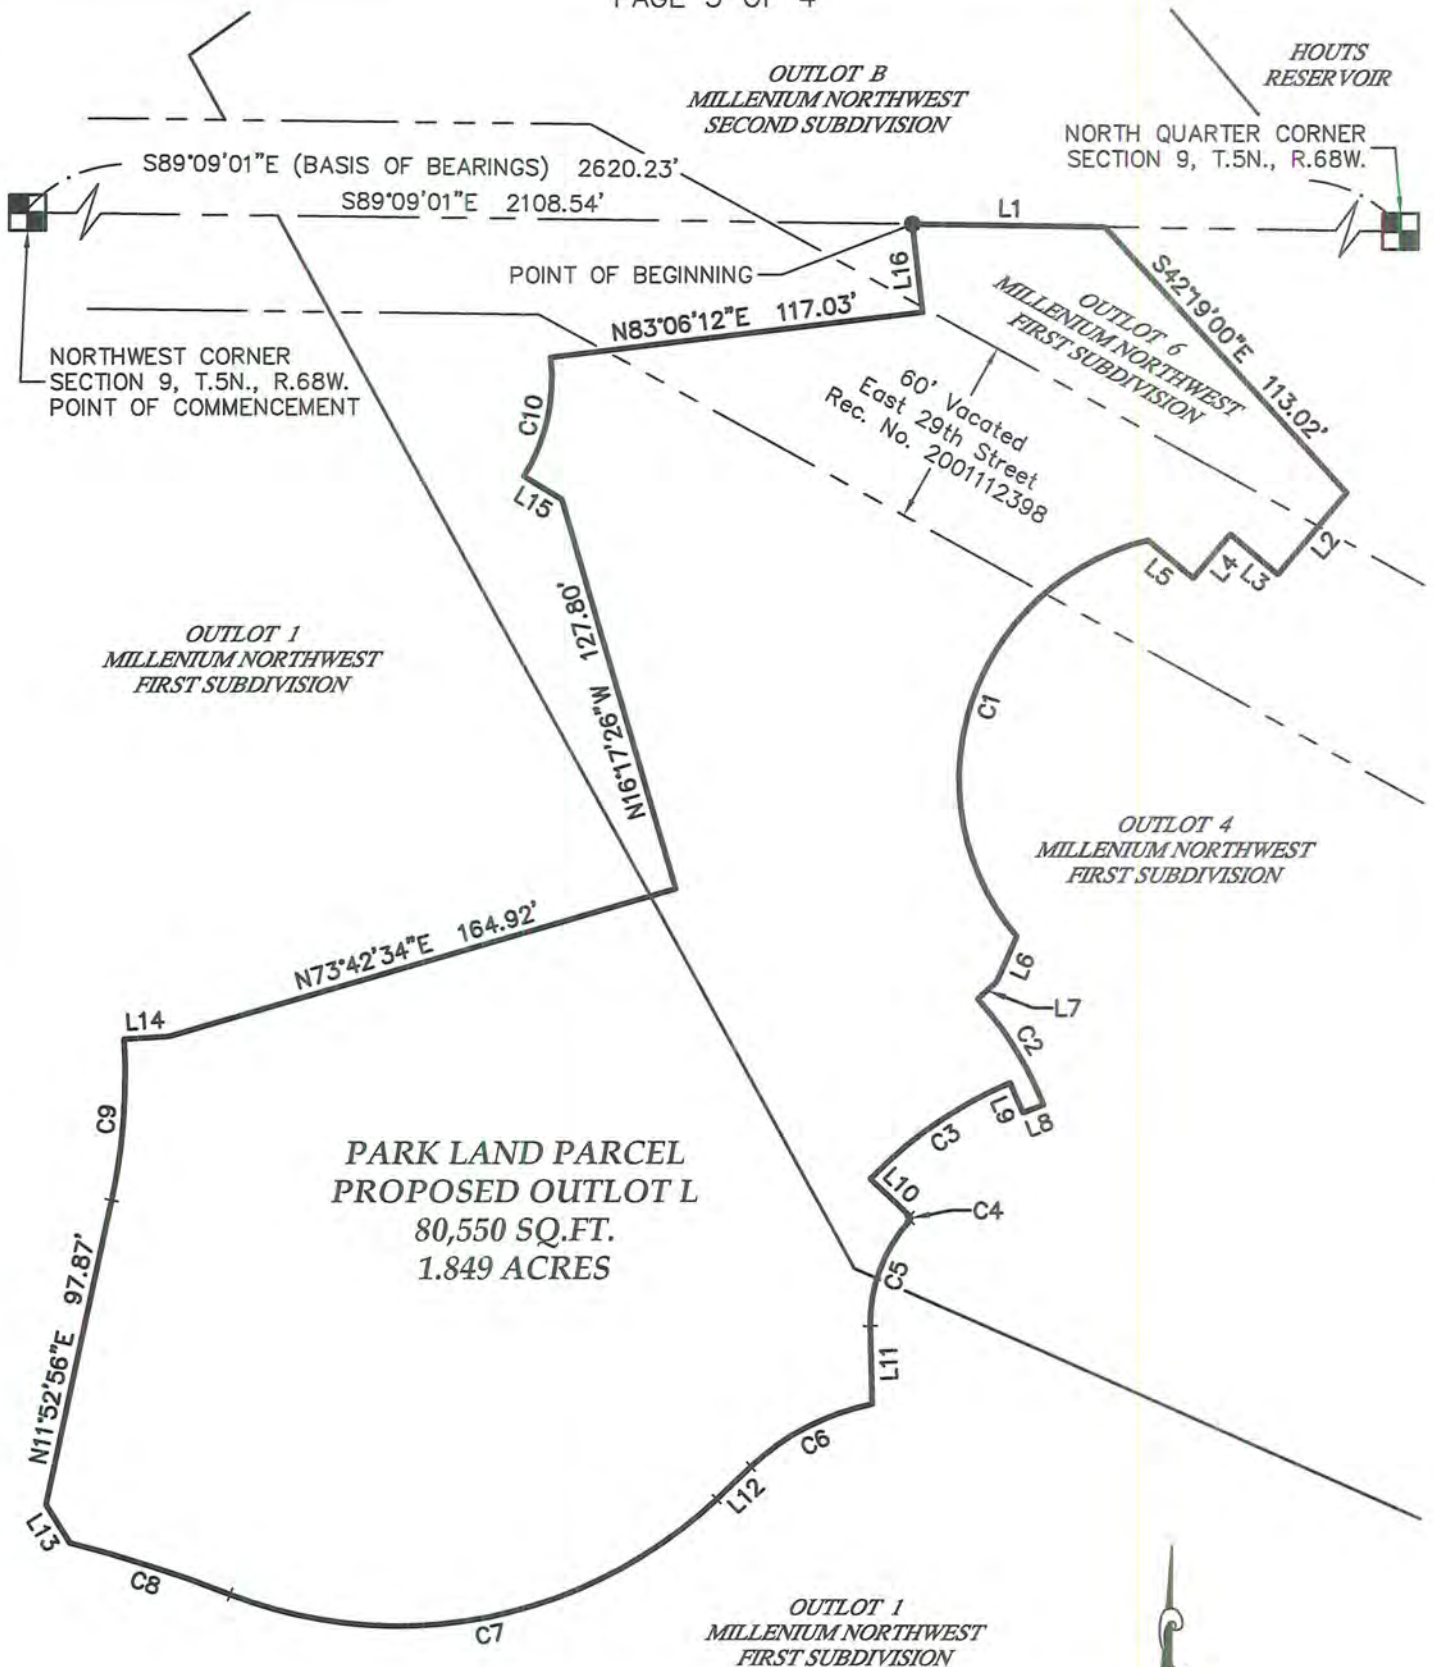 PAGE 3 OF 4
HOUTS
RESERVOIR
OUTLOT B
MILLENIUM NORTHWEST
SECOND SUBDIVISION
NORTH QUARTER CORNER
SECTION 9, T.5N., R.68W.
S89°09'01"E (BASIS OF BEARINGS) 2620.23'
S89°09'01"E 2108.54'
L1
POINT OF BEGINNING
L16
S42°19'00"E 113.02'
OUTLOT 6
MILLENIUM NORTHWEST
FIRST SUBDIVISION
N83°06'12"E 117.03'
NORTHWEST CORNER
SECTION 9, T.5N., R.68W.
POINT OF COMMENCEMENT
60' Vacated
East 29th Street
Rec. No. 2001112398
C10
L15
L2
L3
L4
L5
N16°17'26"W 127.80'
OUTLOT 1
MILLENIUM NORTHWEST
FIRST SUBDIVISION
C1
OUTLOT 4
MILLENIUM NORTHWEST
FIRST SUBDIVISION
N73°42'34"E 164.92'
L6
L7
L14
C2
C9
L9
L8
C3
PARK LAND PARCEL
PROPOSED OUTLOT L
80,550 SQ.FT.
1.849 ACRES
L10
C4
C5
N11°52'56"E 97.87'
L11
C6
L12
L13
C8
C7
OUTLOT 1
MILLENIUM NORTHWEST
FIRST SUBDIVISION